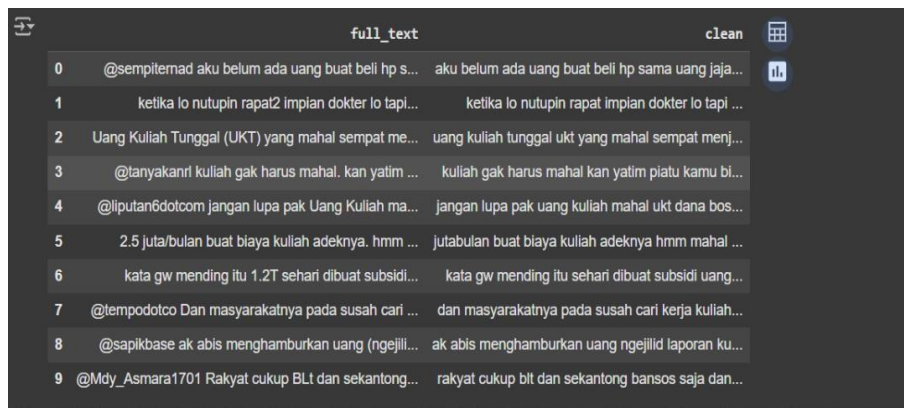 full_text clean
0 @sempiternad aku belum ada uang buat beli hp s... aku belum ada uang buat beli hp sama uang jaja...
1 ketika lo nutupin rapat2 impian dokter lo tapi... ketika lo nutupin rapat impian dokter lo tapi ...
2 Uang Kuliah Tunggal (UKT) yang mahal sempat me... uang kuliah tunggal ukt yang mahal sempat menj...
3 @tanyakanrl kuliah gak harus mahal. kan yatim ... kuliah gak harus mahal kan yatim piatu kamu bi...
4 @liputan6dotcom jangan lupa pak Uang Kuliah ma... jangan lupa pak uang kuliah mahal ukt dana bos...
5 2.5 juta/bulan buat biaya kuliah adeknya. hmm ... jutabulan buat biaya kuliah adeknya hmm mahal ...
6 kata gw mending itu 1.2T sehari dibuat subsidi... kata gw mending itu sehari dibuat subsidi uang...
7 @tempodotco Dan masyarakatnya pada susah cari ... dan masyarakatnya pada susah cari kerja kuliah...
8 @sapikbase ak abis menghamburkan uang (ngejili... ak abis menghamburkan uang ngejilid laporan ku...
9 @Mdy_Asmara1701 Rakyat cukup BLt dan sekantong... rakyat cukup blt dan sekantong bansos saja dan...